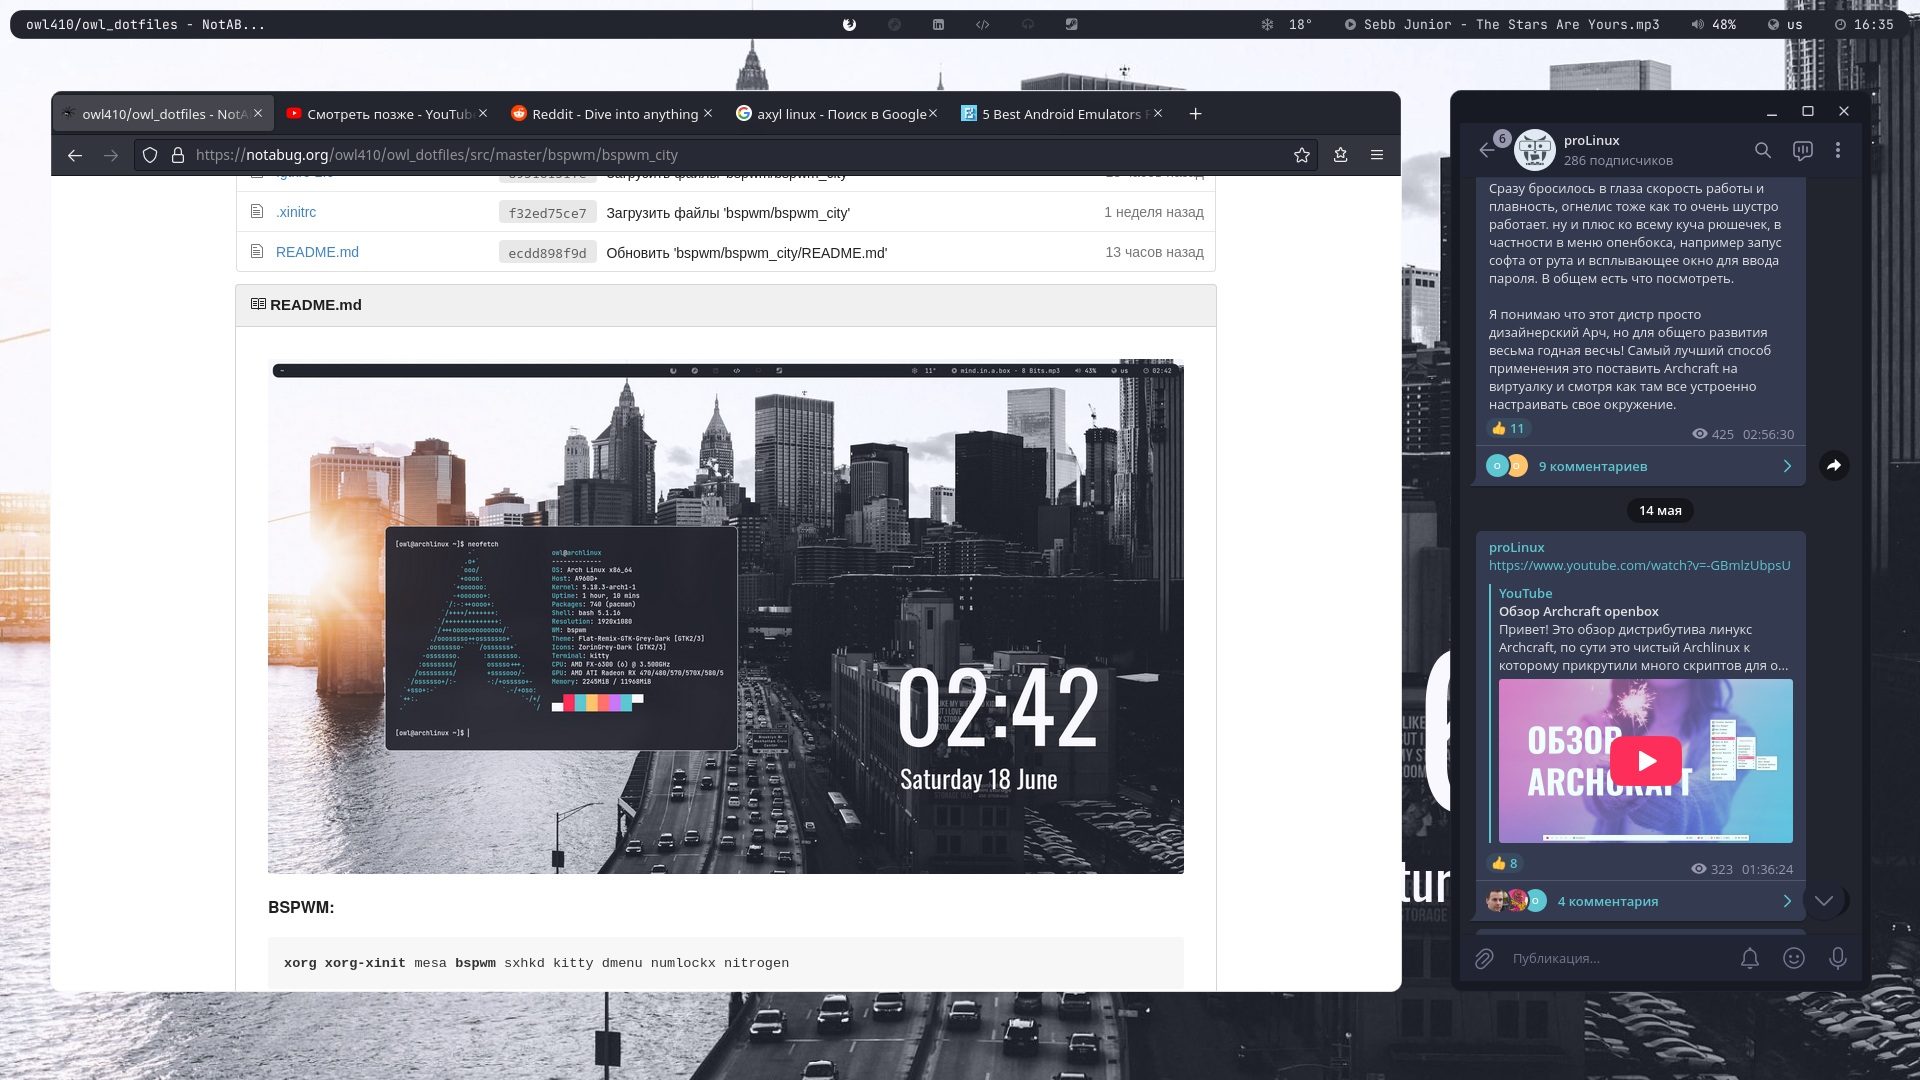 owl410/owl_dotfiles - NotAB...
18°
Sebb Junior - The Stars Are Yours.mp3
48%
us
16:35
owl410/owl_dotfiles - NotA
Смотреть позже - YouTub
Reddit - Dive into anything
axyl linux - Поиск в Google
5 Best Android Emulators F
https://notabug.org/owl410/owl_dotfiles/src/master/bspwm/bspwm_city
.xinitrc
f32ed75ce7
Загрузить файлы 'bspwm/bspwm_city'
1 неделя назад
README.md
ecdd898f9d
Обновить 'bspwm/bspwm_city/README.md'
13 часов назад
README.md
11°
mind.in.a.box - 8 Bits.mp3
43%
us
02:42
[owl@archlinux ~]$ neofetch
owl@archlinux
OS: Arch Linux x86_64
Host: A960D+
Kernel: 5.18.3-arch1-1
Uptime: 1 hour, 10 mins
Packages: 740 (pacman)
Shell: bash 5.1.16
Resolution: 1920x1080
WM: bspwm
Theme: Flat-Remix-GTK-Grey-Dark [GTK2/3]
Icons: ZorinGrey-Dark [GTK2/3]
Terminal: kitty
CPU: AMD FX-6300 (6) @ 3.500GHz
GPU: AMD ATI Radeon RX 470/480/570/570X/580/5
Memory: 2245MiB / 11968MiB
[owl@archlinux ~]$
02:42
Saturday 18 June
BSPWM:
xorg xorg-xinit mesa bspwm sxhkd kitty dmenu numlockx nitrogen
6
proLinux
286 подписчиков
Сразу бросилось в глаза скорость работы и
плавность, огнелис тоже как то очень шустро
работает. ну и плюс ко всему куча рюшечек, в
частности в меню опенбокса, например запус
софта от рута и всплывающее окно для ввода
пароля. В общем есть что посмотреть.
Я понимаю что этот дистр просто
дизайнерский Арч, но для общего развития
весьма годная весчь! Самый лучший способ
применения это поставить Archcraft на
виртуалку и смотря как там все устроенно
настраивать свое окружение.
11
425 02:56:30
9 комментариев
14 мая
proLinux
https://www.youtube.com/watch?v=-GBmlzUbpsU
YouTube
Обзор Archcraft openbox
Привет! Это обзор дистрибутива линукс
Archcraft, по сути это чистый Archlinux к
которому прикрутили много скриптов для о...
ОБЗОР
ARCHCRAFT
8
323 01:36:24
4 комментария
Публикация...